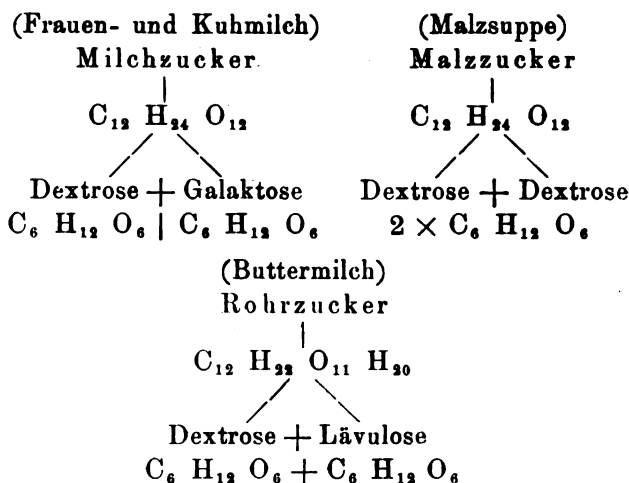 (Frauen- und Kuhmilch)
Milchzucker
C₁₂ H₂₄ O₁₂
Dextrose + Galaktose
C₆ H₁₂ O₆ | C₆ H₁₂ O₆
(Malzsuppe)
Malzzucker
C₁₂ H₂₄ O₁₂
Dextrose + Dextrose
2 × C₆ H₁₂ O₆
(Buttermilch)
Rohrzucker
C₁₂ H₂₂ O₁₁ H₂₀
Dextrose + Lävulose
C₆ H₁₂ O₆ + C₆ H₁₂ O₆